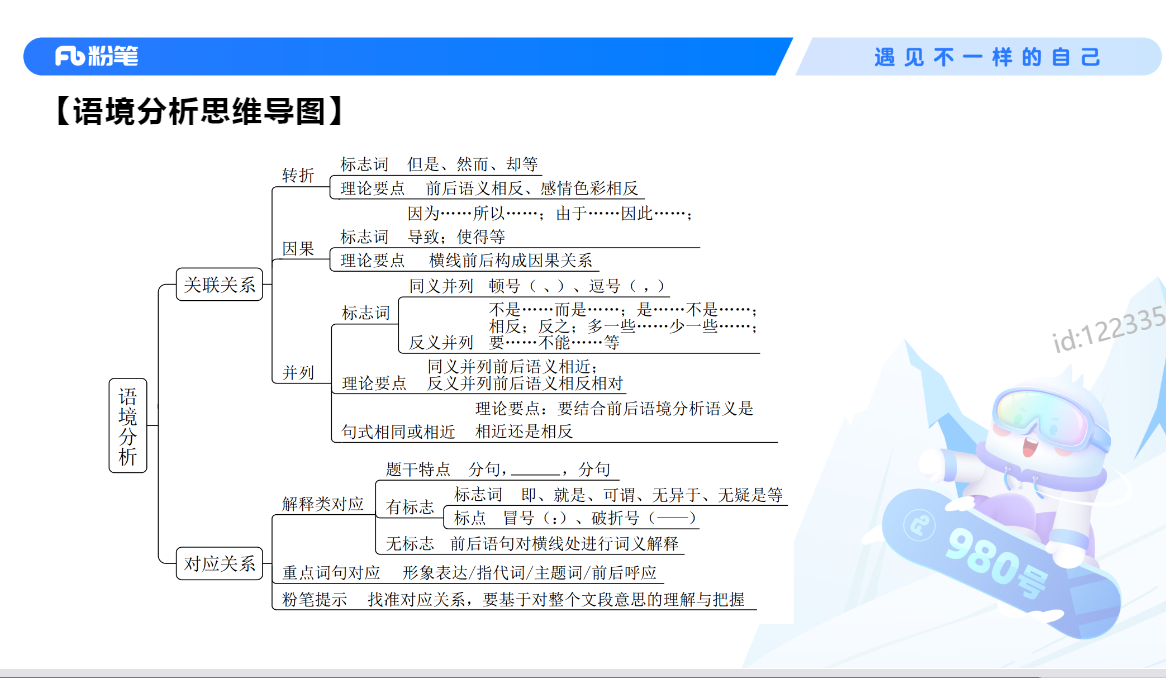 粉笔
遇见不一样的自己
【语境分析思维导图】
语境分析
关联关系
转折
标志词 但是、然而、却等
理论要点 前后语义相反、感情色彩相反
因果
因为……所以……；由于……因此……；
标志词 导致；使得等
理论要点 横线前后构成因果关系
并列
标志词
同义并列 顿号（、）、逗号（，）
不是……而是……；是……不是……；
相反；反之；多一些……少一些……；
反义并列 要……不能……等
同义并列前后语义相近；
理论要点 反义并列前后语义相反相对
理论要点：要结合前后语境分析语义是
句式相同或相近 相近还是相反
对应关系
解释类对应
题干特点 分句，______，分句
有标志
标志词 即、就是、可谓、无异于、无疑是等
标点 冒号（:）、破折号（——）
无标志 前后语句对横线处进行词义解释
重点词句对应 形象表达/指代词/主题词/前后呼应
粉笔提示 找准对应关系，要基于对整个文段意思的理解与把握
id:122335
980号